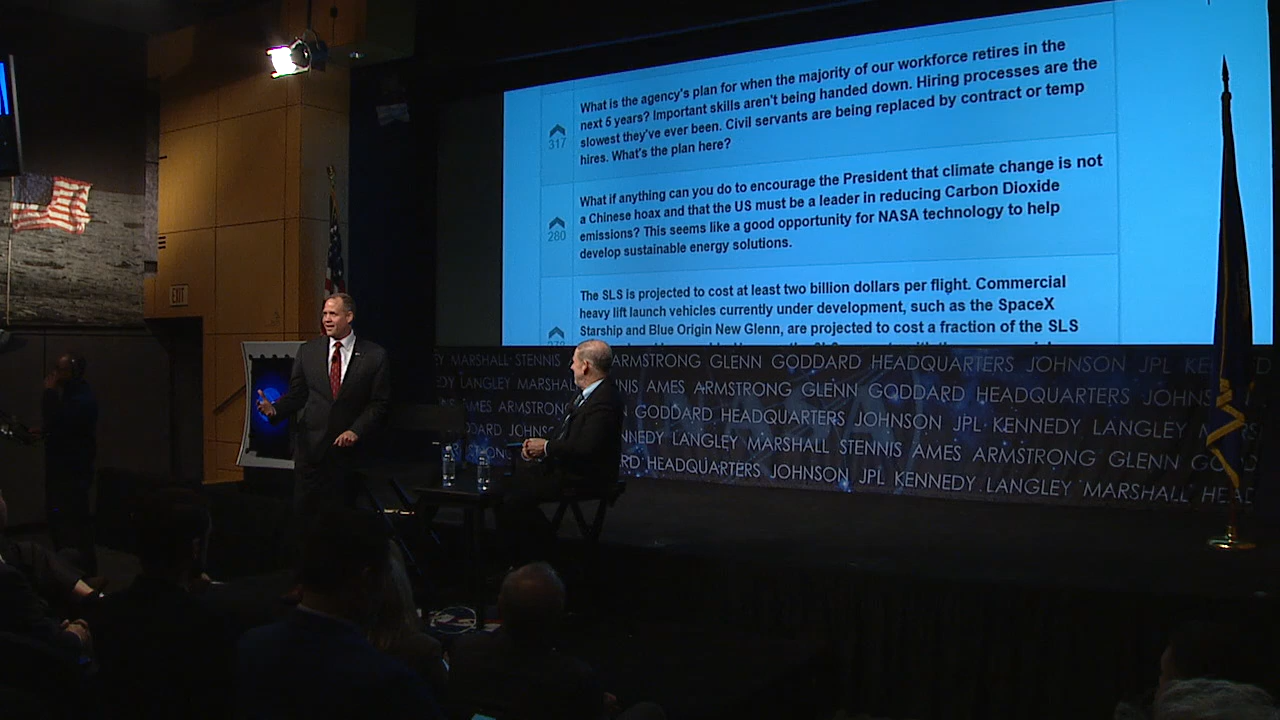 What is the agency's plan for when the majority of our workforce retires in the
next 5 years? Important skills aren't being handed down. Hiring processes are the
slowest they've ever been. Civil servants are being replaced by contract or temp
hires. What's the plan here?
317
What if anything can you do to encourage the President that climate change is not
a Chinese hoax and that the US must be a leader in reducing Carbon Dioxide
emissions? This seems like a good opportunity for NASA technology to help
develop sustainable energy solutions.
280
The SLS is projected to cost at least two billion dollars per flight. Commercial
heavy lift launch vehicles currently under development, such as the SpaceX
Starship and Blue Origin New Glenn, are projected to cost a fraction of the SLS
EXIT
MARSHALL STENNIS ARMSTRONG GLENN GODDARD HEADQUARTERS JOHNSON JPL
LANGLEY MARSHALL AMES ARMSTRONG GLENN GODDARD HEADQUARTERS
AMES ARMSTRONG GODDARD HEADQUARTERS JOHNSON JPL KENNEDY LANGLEY
LANGLEY MARSHALL STENNIS AMES ARMSTRONG GLENN
HEADQUARTERS JOHNSON JPL KENNEDY LANGLEY MARSHALL